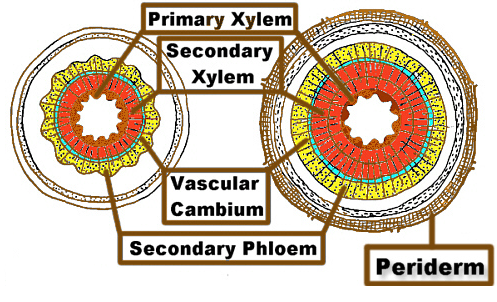 Primary Xylem
Secondary
Xylem
Vascular
Cambium
Secondary Phloem
Periderm